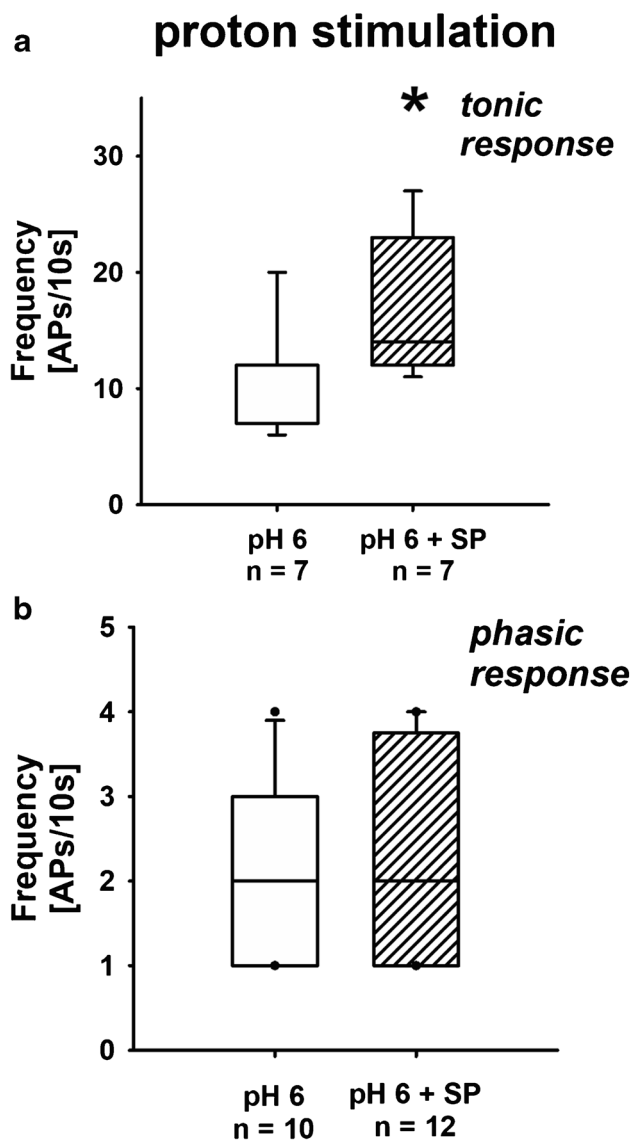 a
proton stimulation
*
tonic
response
Frequency
[APs/10s]
30
20
10
0
pH 6
n = 7
pH 6 + SP
n = 7
b
phasic
response
Frequency
[APs/10s]
5
4
3
2
1
0
pH 6
n = 10
pH 6 + SP
n = 12